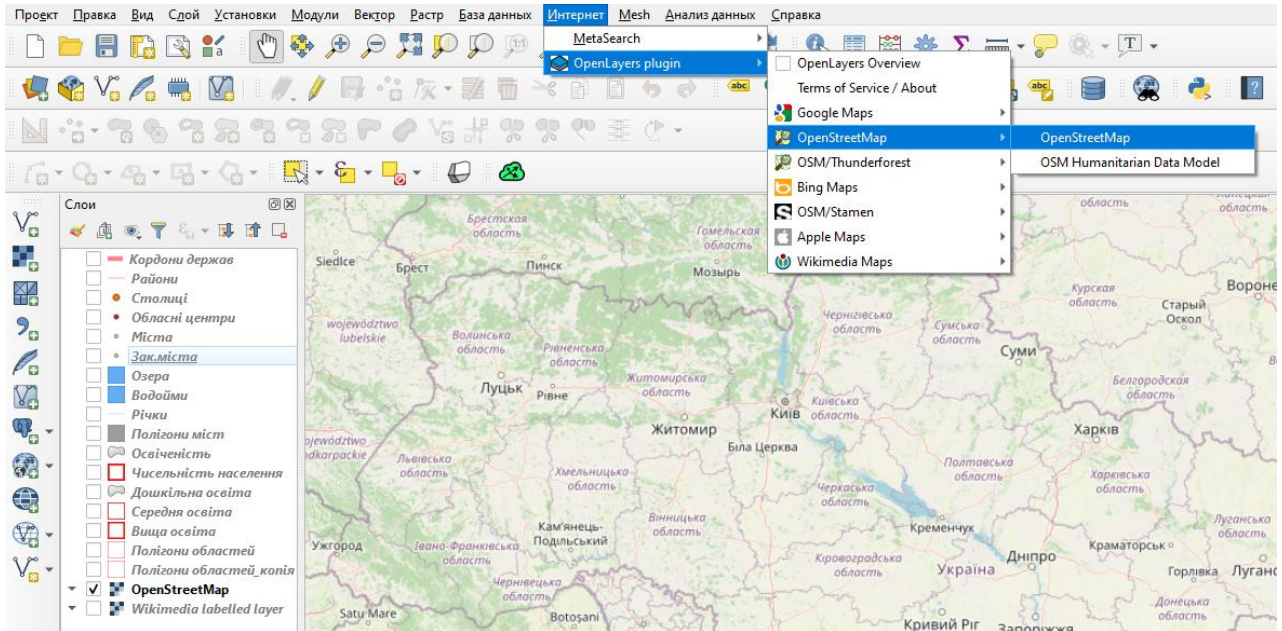 Проект Правка Вид Слой Установки Модули Вектор Растр База данных Интернет Mesh Анализ данных Справка
MetaSearch
OpenLayers plugin
OpenLayers Overview
Terms of Service / About
Google Maps
OpenStreetMap
OSM/Thunderforest
Bing Maps
OSM/Stamen
Apple Maps
Wikimedia Maps
OpenStreetMap
OSM Humanitarian Data Model
abc
abc
T
Слои
Кордони держав
Райони
Столиці
Обласні центри
Міста
Зак.міста
Озера
Водойми
Річки
Полігони міст
Освіченість
Чисельність населення
Дошкільна освіта
Середня освіта
Вища освіта
Полігони областей
Полігони областей_копія
OpenStreetMap
Wikimedia labelled layer
Брестская
область
Гомельская
область
область
область
Siedlce
Брест
Пинск
Мозырь
Курская
область
Вороне
Старый
Оскол
województwo
lubelskie
Волинська
область
Рівненська
область
Чернігівська
область
Сумська
область
Суми
Белгородская
область
Луцьк
Рівне
Житомирська
область
Київ
Київська
область
Житомир
Харків
Біла Церква
Львівська
область
Хмельницька
область
Полтавська
область
Харківська
область
Черкаська
область
Вінницька
область
Кременчук
Луганська
область
Ужгород
Івано-Франківська
область
Кам'янець-
Подільський
Кіровоградська
область
Україна
Дніпро
Краматорськ
Горлівка
Луганс
Чернівецька
область
Satu Mare
Botoșani
Донецька
область
Кривий Ріг
Запоріжжя